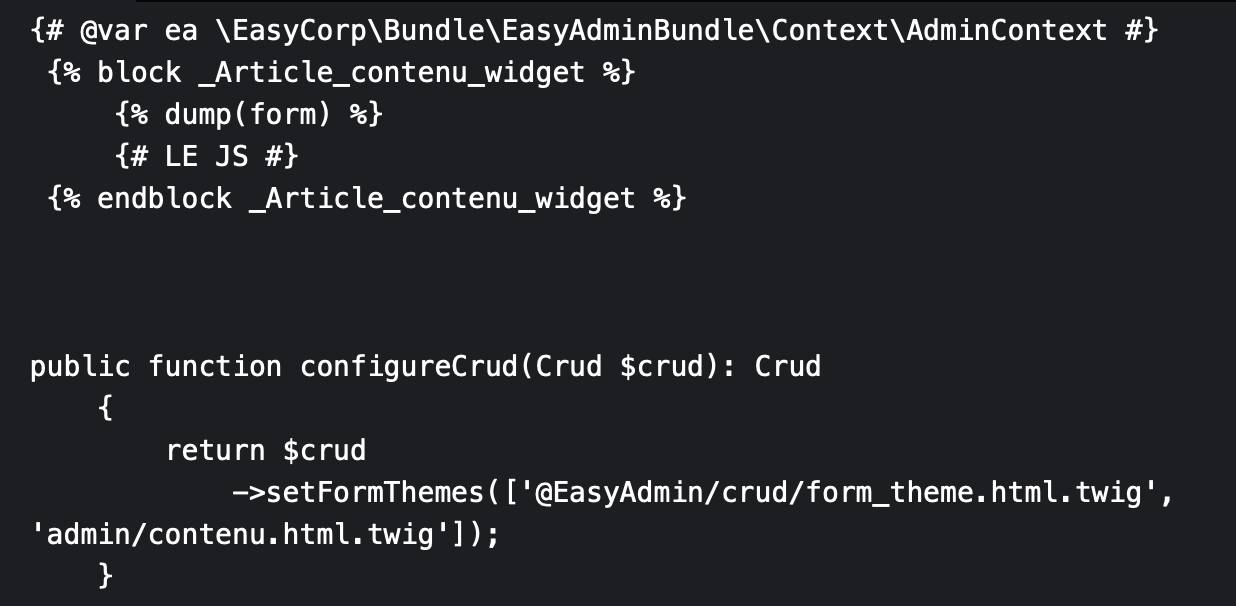 {# @var ea \EasyCorp\Bundle\EasyAdminBundle\Context\AdminContext #}
{% block _Article_contenu_widget %}
{% dump(form) %}
{# LE JS #}
{% endblock _Article_contenu_widget %}
public function configureCrud(Crud $crud): Crud
{
return $crud
->setFormThemes(['@EasyAdmin/crud/form_theme.html.twig',
'admin/contenu.html.twig']);
}